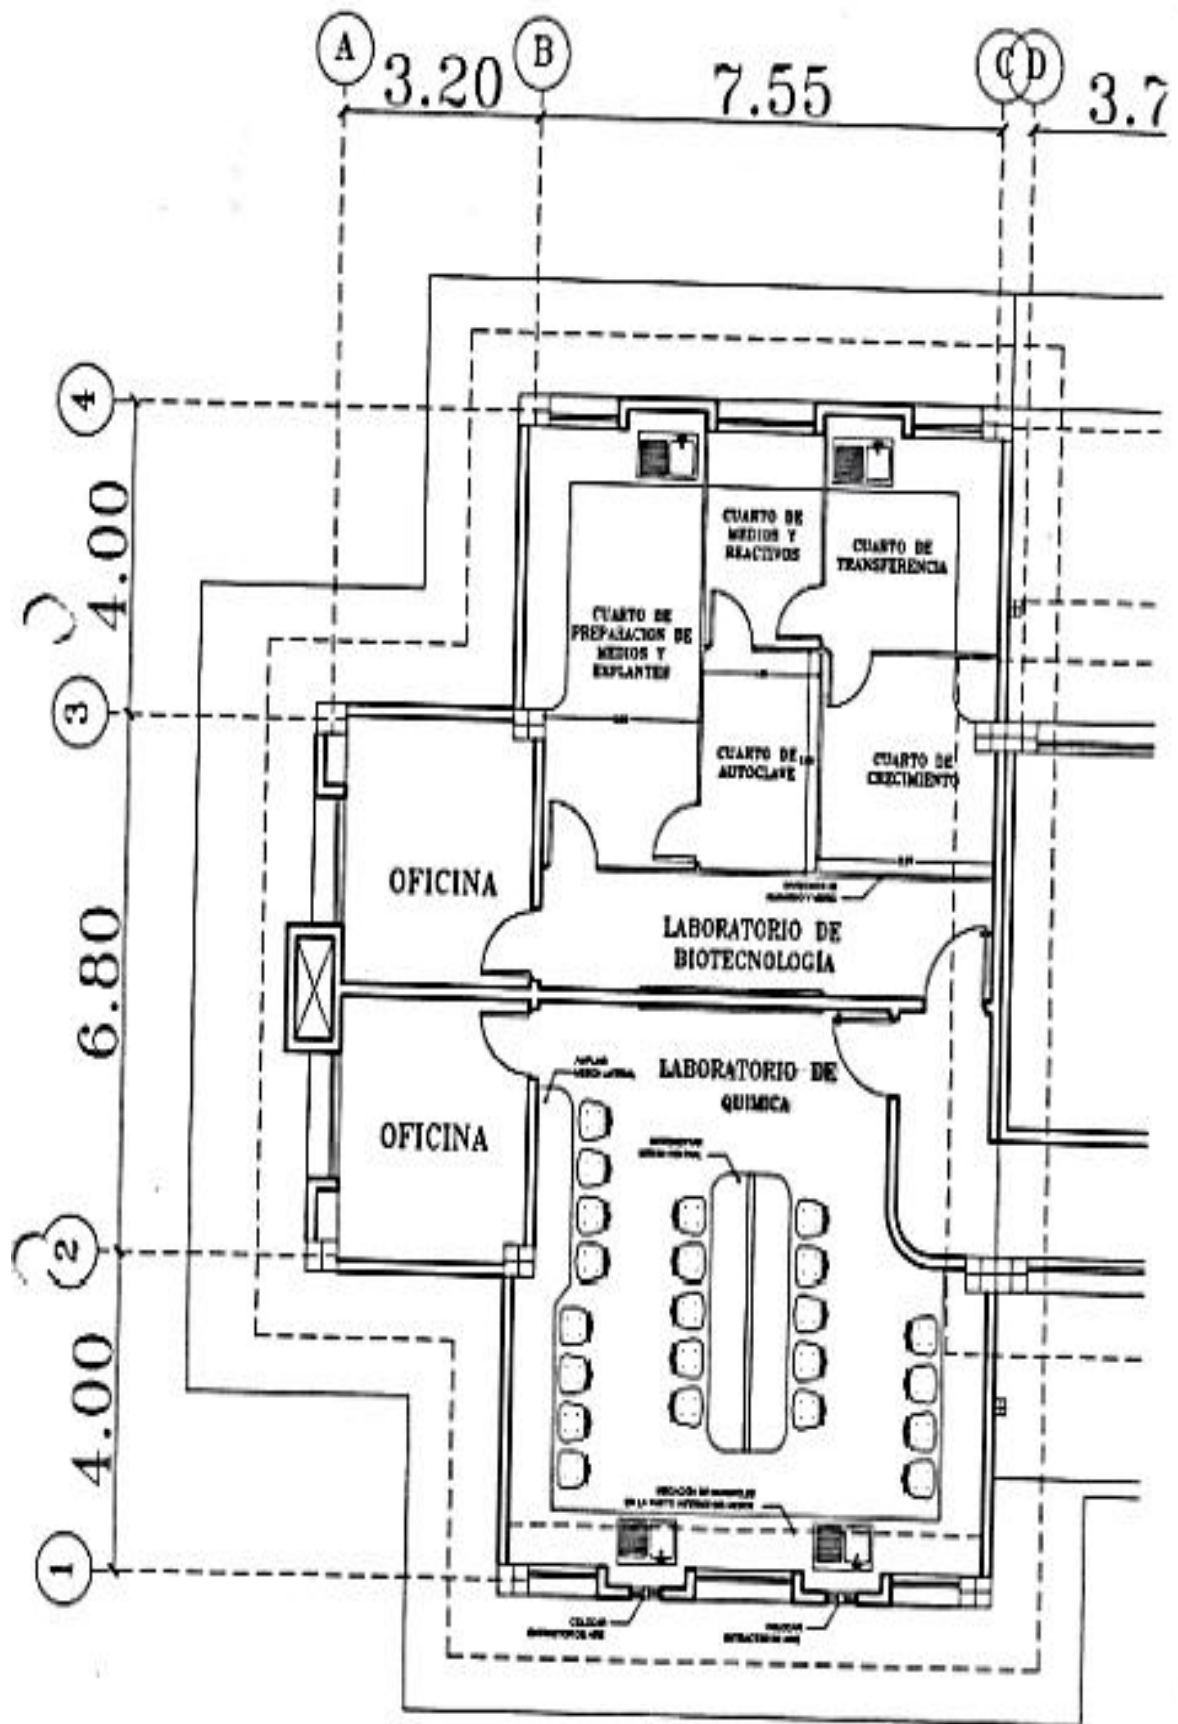 A
B
C
D
3.20
7.55
3.7
4
4.00
3
6.80
2
4.00
1
CUARTO DE
MEDIOS Y
REACTIVOS
CUARTO DE
TRANSFERENCIA
CUARTO DE
PREPARACION DE
MEDIOS Y
EXPLANTES
CUARTO DE
AUTOCLAVE
CUARTO DE
CRECIMIENTO
OFICINA
LABORATORIO DE
BIOTECNOLOGÍA
LABORATORIO DE
QUIMICA
OFICINA
COLOCAR
COLOCAR